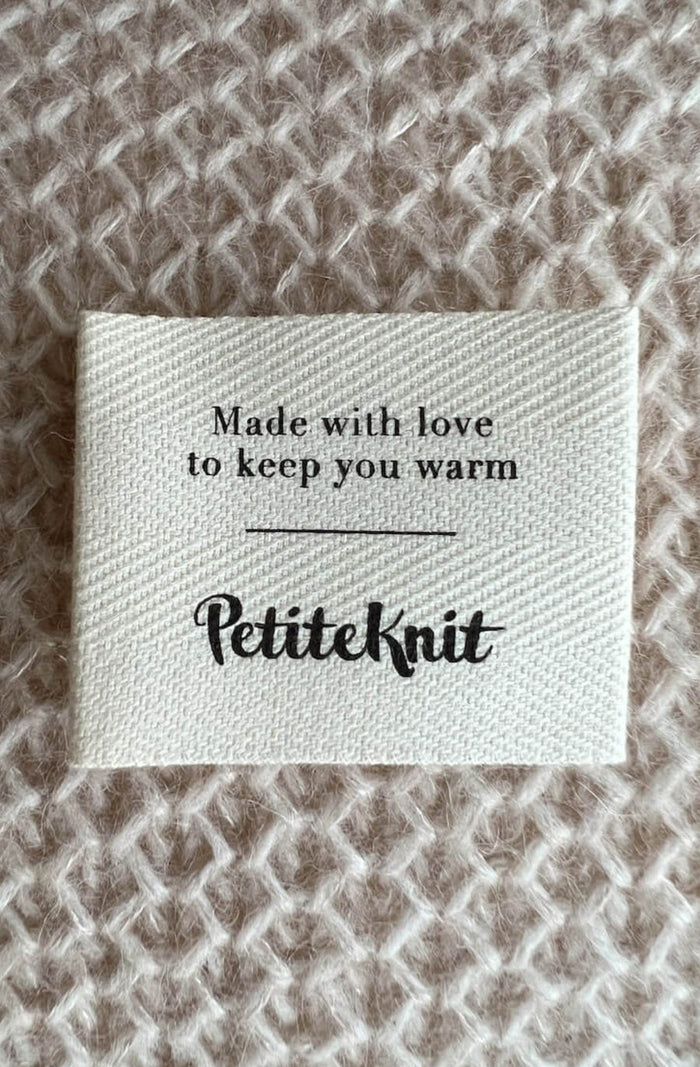 Made with love
to keep you warm
PetiteKnit